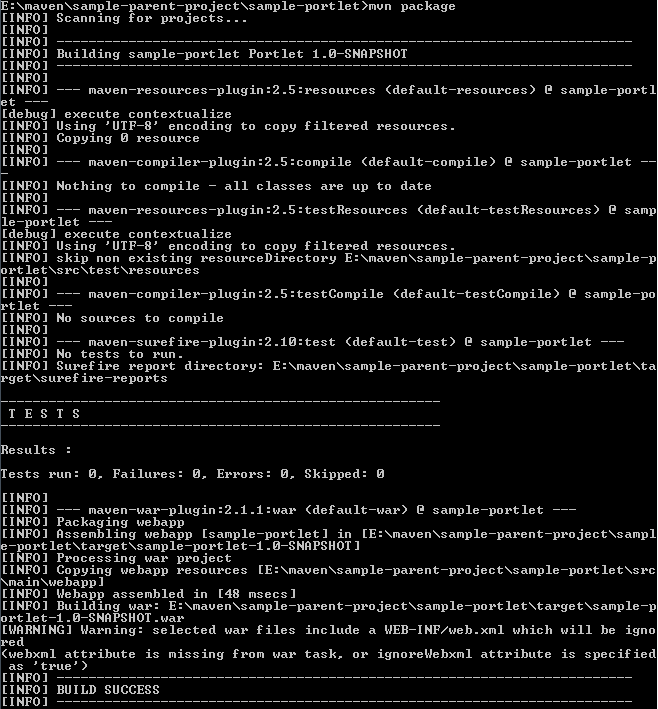 E:\maven\sample-parent-project\sample-portlet>mvn package
[INFO] Scanning for projects...
[INFO]
[INFO] ------------------------------------------------------------------------
[INFO] Building sample-portlet Portlet 1.0-SNAPSHOT
[INFO] ------------------------------------------------------------------------
[INFO]
[INFO] --- maven-resources-plugin:2.5:resources (default-resources) @ sample-portl
et ---
[debug] execute contextualize
[INFO] Using 'UTF-8' encoding to copy filtered resources.
[INFO] Copying 0 resource
[INFO]
[INFO] --- maven-compiler-plugin:2.5:compile (default-compile) @ sample-portlet --
-
[INFO] Nothing to compile - all classes are up to date
[INFO]
[INFO] --- maven-resources-plugin:2.5:testResources (default-testResources) @ samp
le-portlet ---
[debug] execute contextualize
[INFO] Using 'UTF-8' encoding to copy filtered resources.
[INFO] skip non existing resourceDirectory E:\maven\sample-parent-project\sample-p
ortlet\src\test\resources
[INFO]
[INFO] --- maven-compiler-plugin:2.5:testCompile (default-testCompile) @ sample-po
rtlet ---
[INFO] No sources to compile
[INFO]
[INFO] --- maven-surefire-plugin:2.10:test (default-test) @ sample-portlet ---
[INFO] No tests to run.
[INFO] Surefire report directory: E:\maven\sample-parent-project\sample-portlet\ta
rget\surefire-reports
-------------------------------------------------------
T E S T S
-------------------------------------------------------
Results :
Tests run: 0, Failures: 0, Errors: 0, Skipped: 0
[INFO]
[INFO] --- maven-war-plugin:2.1.1:war (default-war) @ sample-portlet ---
[INFO] Packaging webapp
[INFO] Assembling webapp [sample-portlet] in [E:\maven\sample-parent-project\sampl
e-portlet\target\sample-portlet-1.0-SNAPSHOT]
[INFO] Processing war project
[INFO] Copying webapp resources [E:\maven\sample-parent-project\sample-portlet\src
\main\webapp]
[INFO] Webapp assembled in [48 msecs]
[INFO] Building war: E:\maven\sample-parent-project\sample-portlet\target\sample-p
ortlet-1.0-SNAPSHOT.war
[WARNING] Warning: selected war files include a WEB-INF/web.xml which will be igno
red
(webxml attribute is missing from war task, or ignoreWebxml attribute is specified
as 'true')
[INFO] ------------------------------------------------------------------------
[INFO] BUILD SUCCESS
[INFO] ------------------------------------------------------------------------